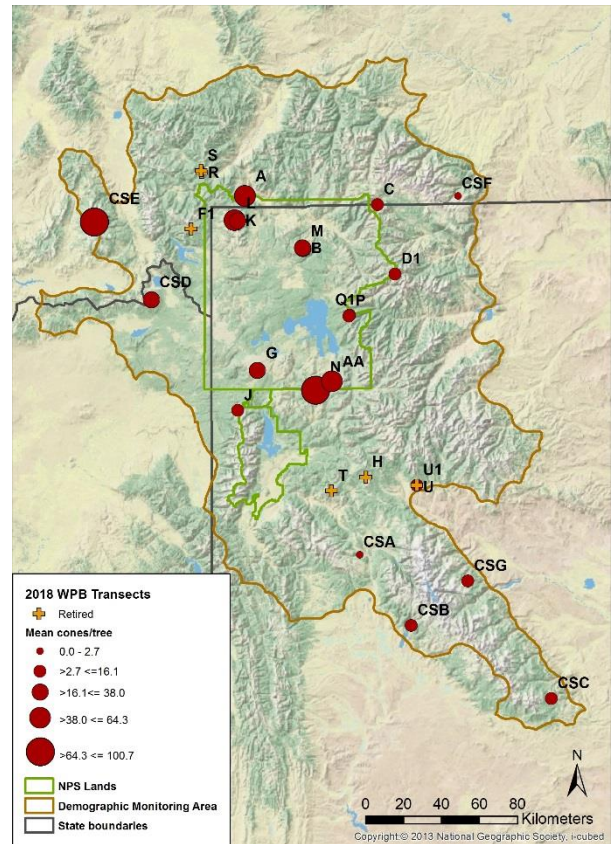 S
R
A
C
CSF
L
K
CSE
F1
M
B
D1
CSD
Q1P
G
N
AA
J
H
T
U1
U
CSA
CSG
CSB
CSC
2018 WPB Transects
Retired
Mean cones/tree
0.0 - 2.7
>2.7 <=16.1
>16.1<= 38.0
>38.0 <= 64.3
>64.3 <= 100.7
NPS Lands
Demographic Monitoring Area
State boundaries
N
0 10 20 40 60 80
Kilometers
Copyright:© 2013 National Geographic Society, i-cubed